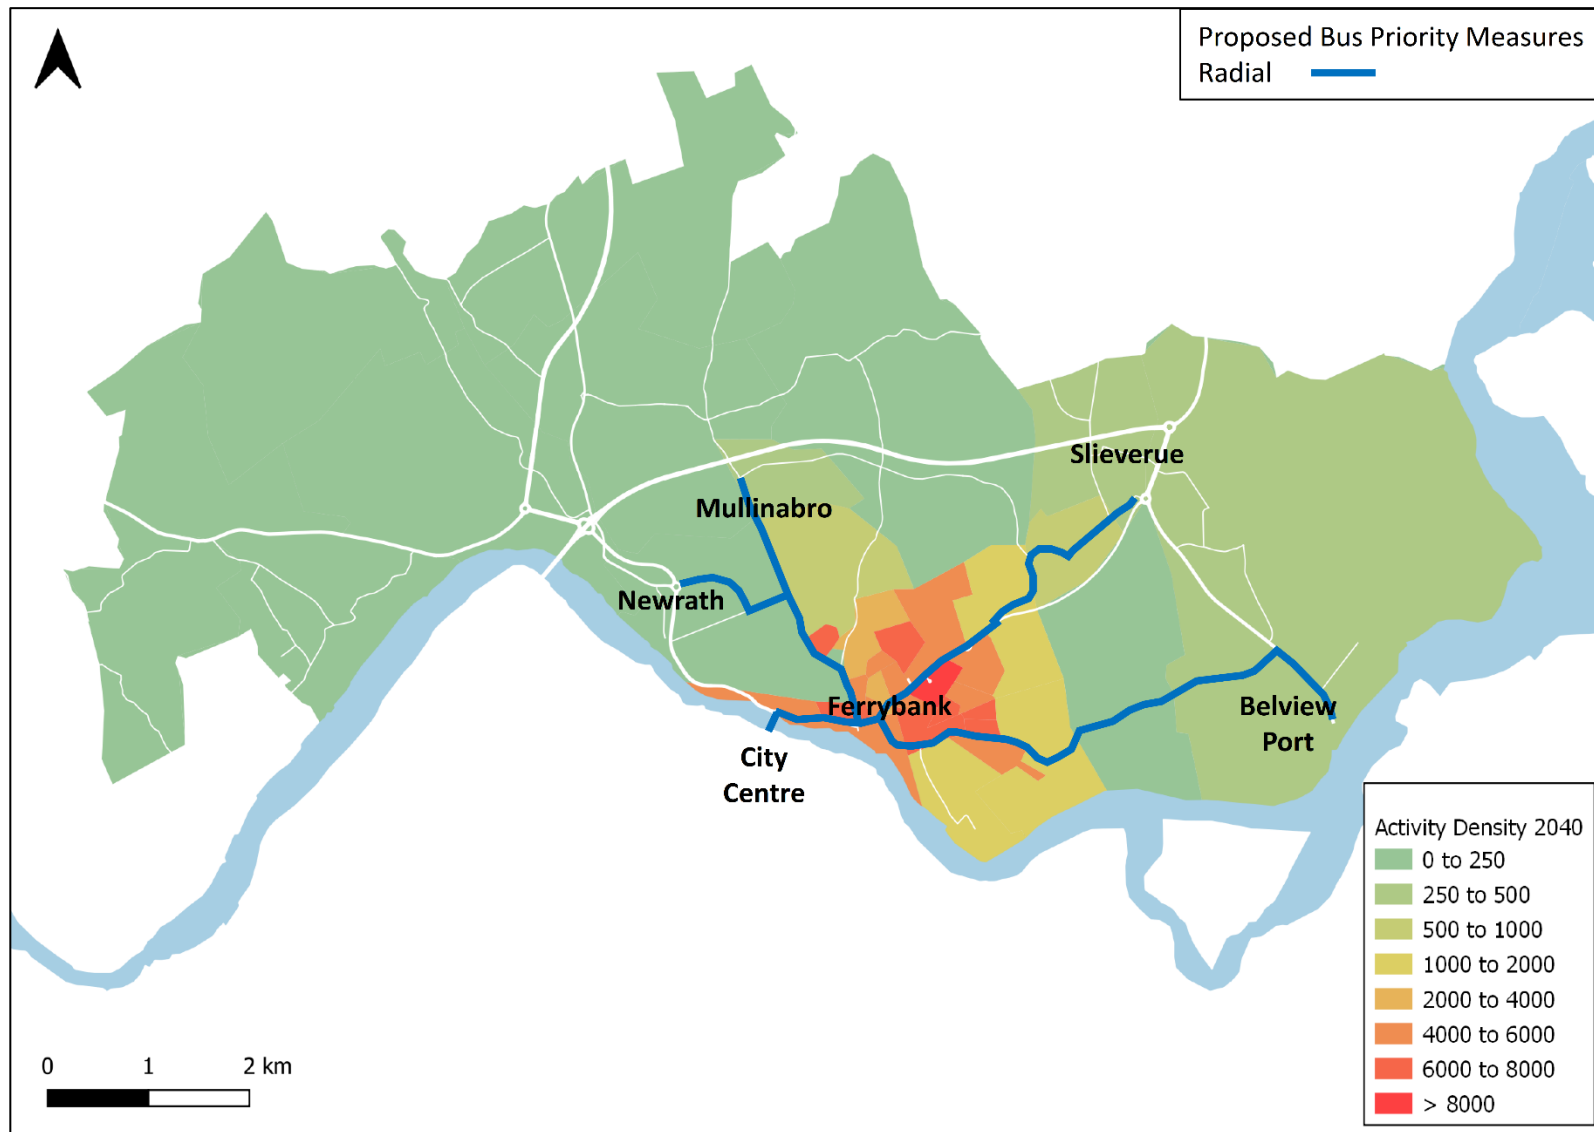 Proposed Bus Priority Measures
Radial
Slieverue
Mullinabro
Newrath
Ferrybank
Belview
Port
City
Centre
Activity Density 2040
0 to 250
250 to 500
500 to 1000
1000 to 2000
2000 to 4000
4000 to 6000
6000 to 8000
> 8000
0 1 2 km